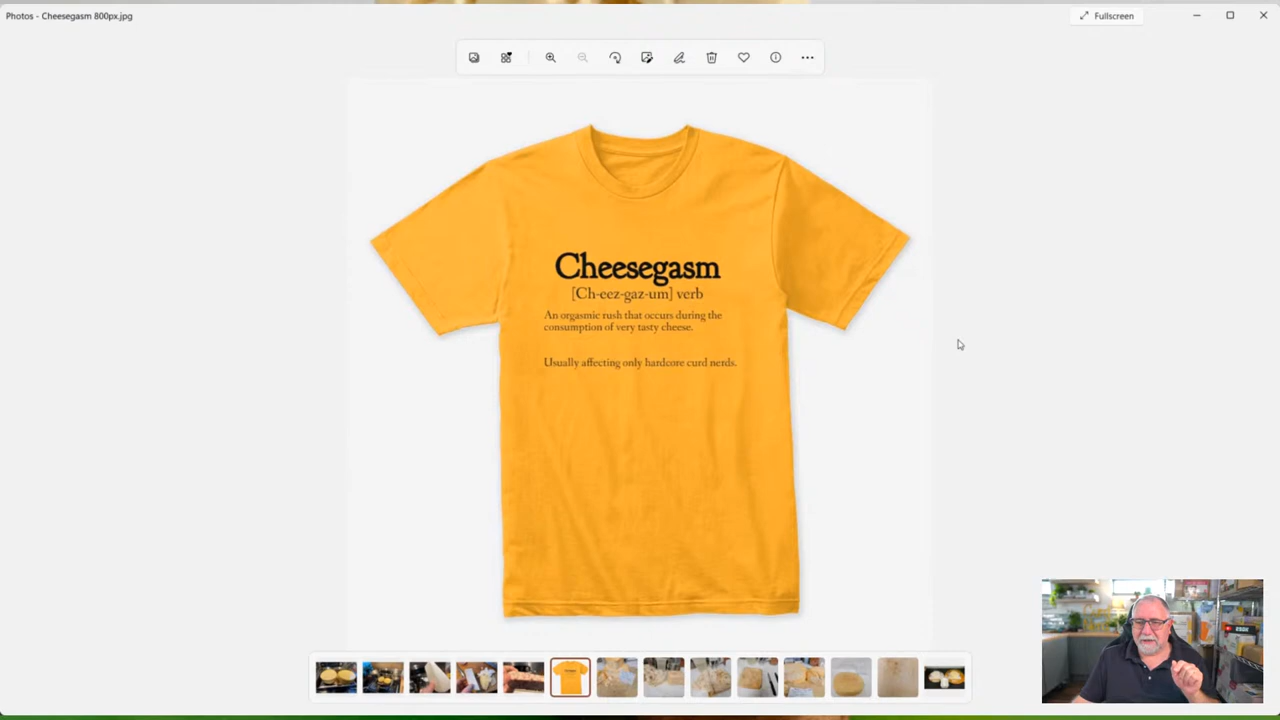 Photos - Cheesegasm 800px.jpg
Fullscreen
Cheesegasm
[Ch-eez-gaz-um] verb
An orgasmic rush that occurs during the
consumption of very tasty cheese.
Usually affecting only hardcore curd nerds.